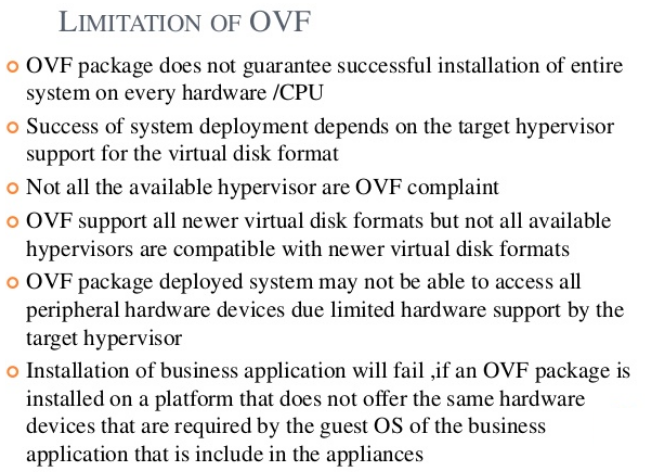 LIMITATION OF OVF
OVF package does not guarantee successful installation of entire
system on every hardware /CPU
Success of system deployment depends on the target hypervisor
support for the virtual disk format
Not all the available hypervisor are OVF complaint
OVF support all newer virtual disk formats but not all available
hypervisors are compatible with newer virtual disk formats
OVF package deployed system may not be able to access all
peripheral hardware devices due limited hardware support by the
target hypervisor
Installation of business application will fail ,if an OVF package is
installed on a platform that does not offer the same hardware
devices that are required by the guest OS of the business
application that is include in the appliances